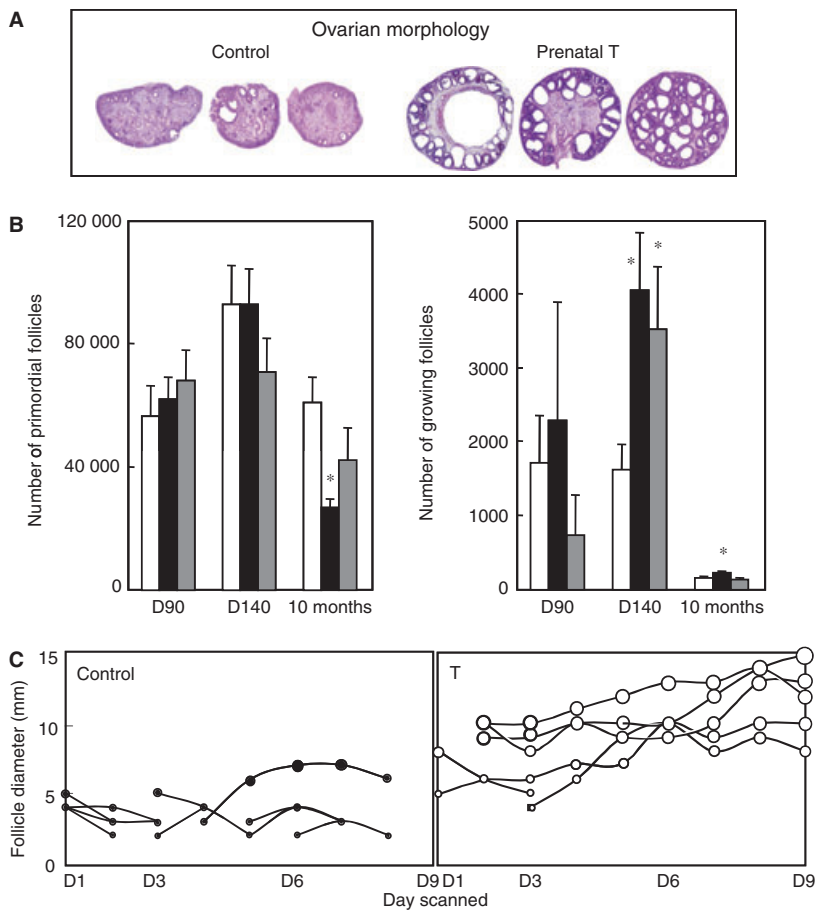 A
Ovarian morphology
Control
Prenatal T
B
120 000
80 000
40 000
0
Number of primordial follicles
D90 D140 10 months
*
5000
4000
3000
2000
1000
0
Number of growing follicles
D90 D140 10 months
* *
*
C
15
10
5
0
Follicle diameter (mm)
Control
T
D1 D3 D6 D9 D1 D3 D6 D9
Day scanned